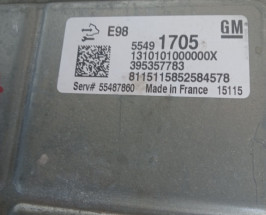 E98
GM
5549 1705
1310101000000X
395357783
8115115852584578
Serv# 55487860 Made in France 15115